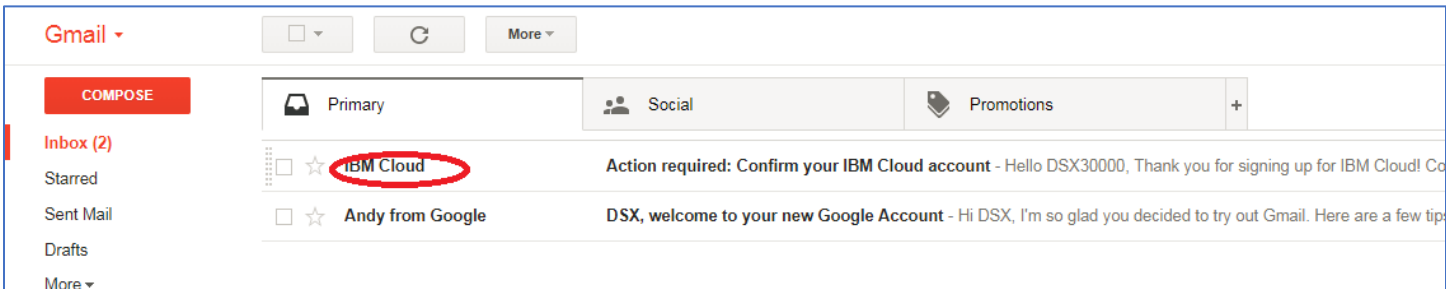 Gmail
More
COMPOSE
Primary
Social
Promotions
+
Inbox (2)
IBM Cloud Action required: Confirm your IBM Cloud account - Hello DSX30000, Thank you for signing up for IBM Cloud! Co
Starred
Sent Mail
Andy from Google DSX, welcome to your new Google Account - Hi DSX, I'm so glad you decided to try out Gmail. Here are a few tips
Drafts
More